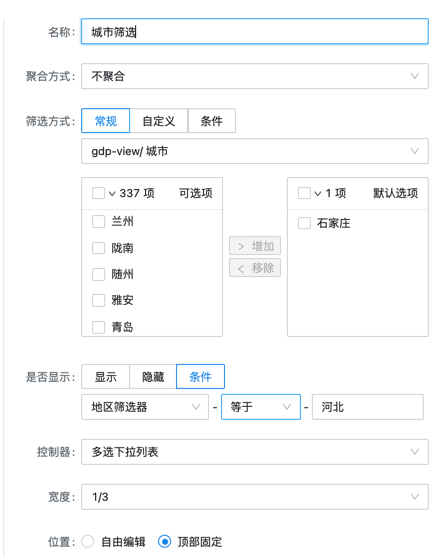 名称: 城市筛选
聚合方式: 不聚合
筛选方式: 常规 自定义 条件
gdp-view/ 城市
337 项 可选项
1 项 默认选项
兰州
石家庄
陇南
> 增加
< 移除
随州
雅安
青岛
是否显示: 显示 隐藏 条件
地区筛选器 - 等于 - 河北
控制器: 多选下拉列表
宽度: 1/3
位置: 自由编辑 顶部固定